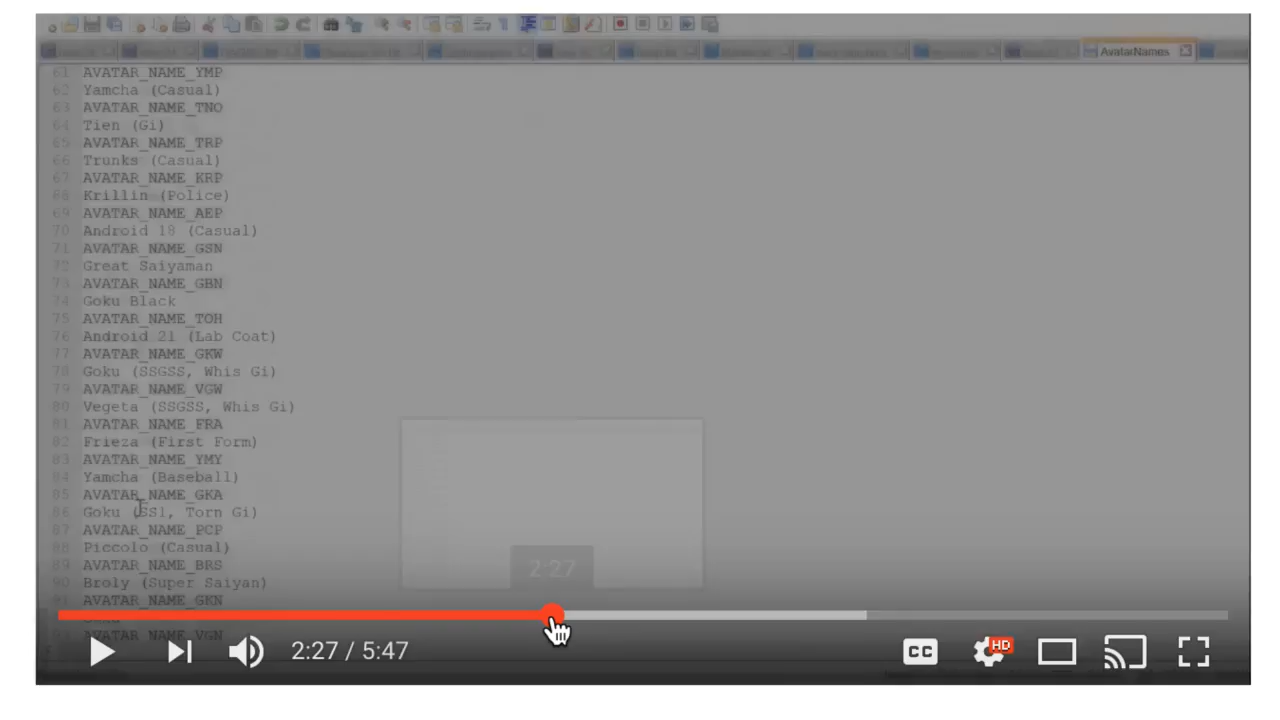 AvatarNames
61 AVATAR_NAME_YMP
62 Yamcha (Casual)
63 AVATAR_NAME_TNO
64 Tien (Gi)
65 AVATAR_NAME_TRP
66 Trunks (Casual)
67 AVATAR_NAME_KRP
68 Krillin (Police)
69 AVATAR_NAME_AEP
70 Android 18 (Casual)
71 AVATAR_NAME_GSN
72 Great Saiyaman
73 AVATAR_NAME_GBN
74 Goku Black
75 AVATAR_NAME_TOH
76 Android 21 (Lab Coat)
77 AVATAR_NAME_GKW
78 Goku (SSGSS, Whis Gi)
79 AVATAR_NAME_VGW
80 Vegeta (SSGSS, Whis Gi)
81 AVATAR_NAME_FRA
82 Frieza (First Form)
83 AVATAR_NAME_YMY
84 Yamcha (Baseball)
85 AVATAR_NAME_GKA
86 Goku (SS1, Torn Gi)
87 AVATAR_NAME_PCP
88 Piccolo (Casual)
89 AVATAR_NAME_BRS
90 Broly (Super Saiyan)
91 AVATAR_NAME_GKN
AVATAR_NAME_VGN
2:27
2:27 / 5:47
CC
HD